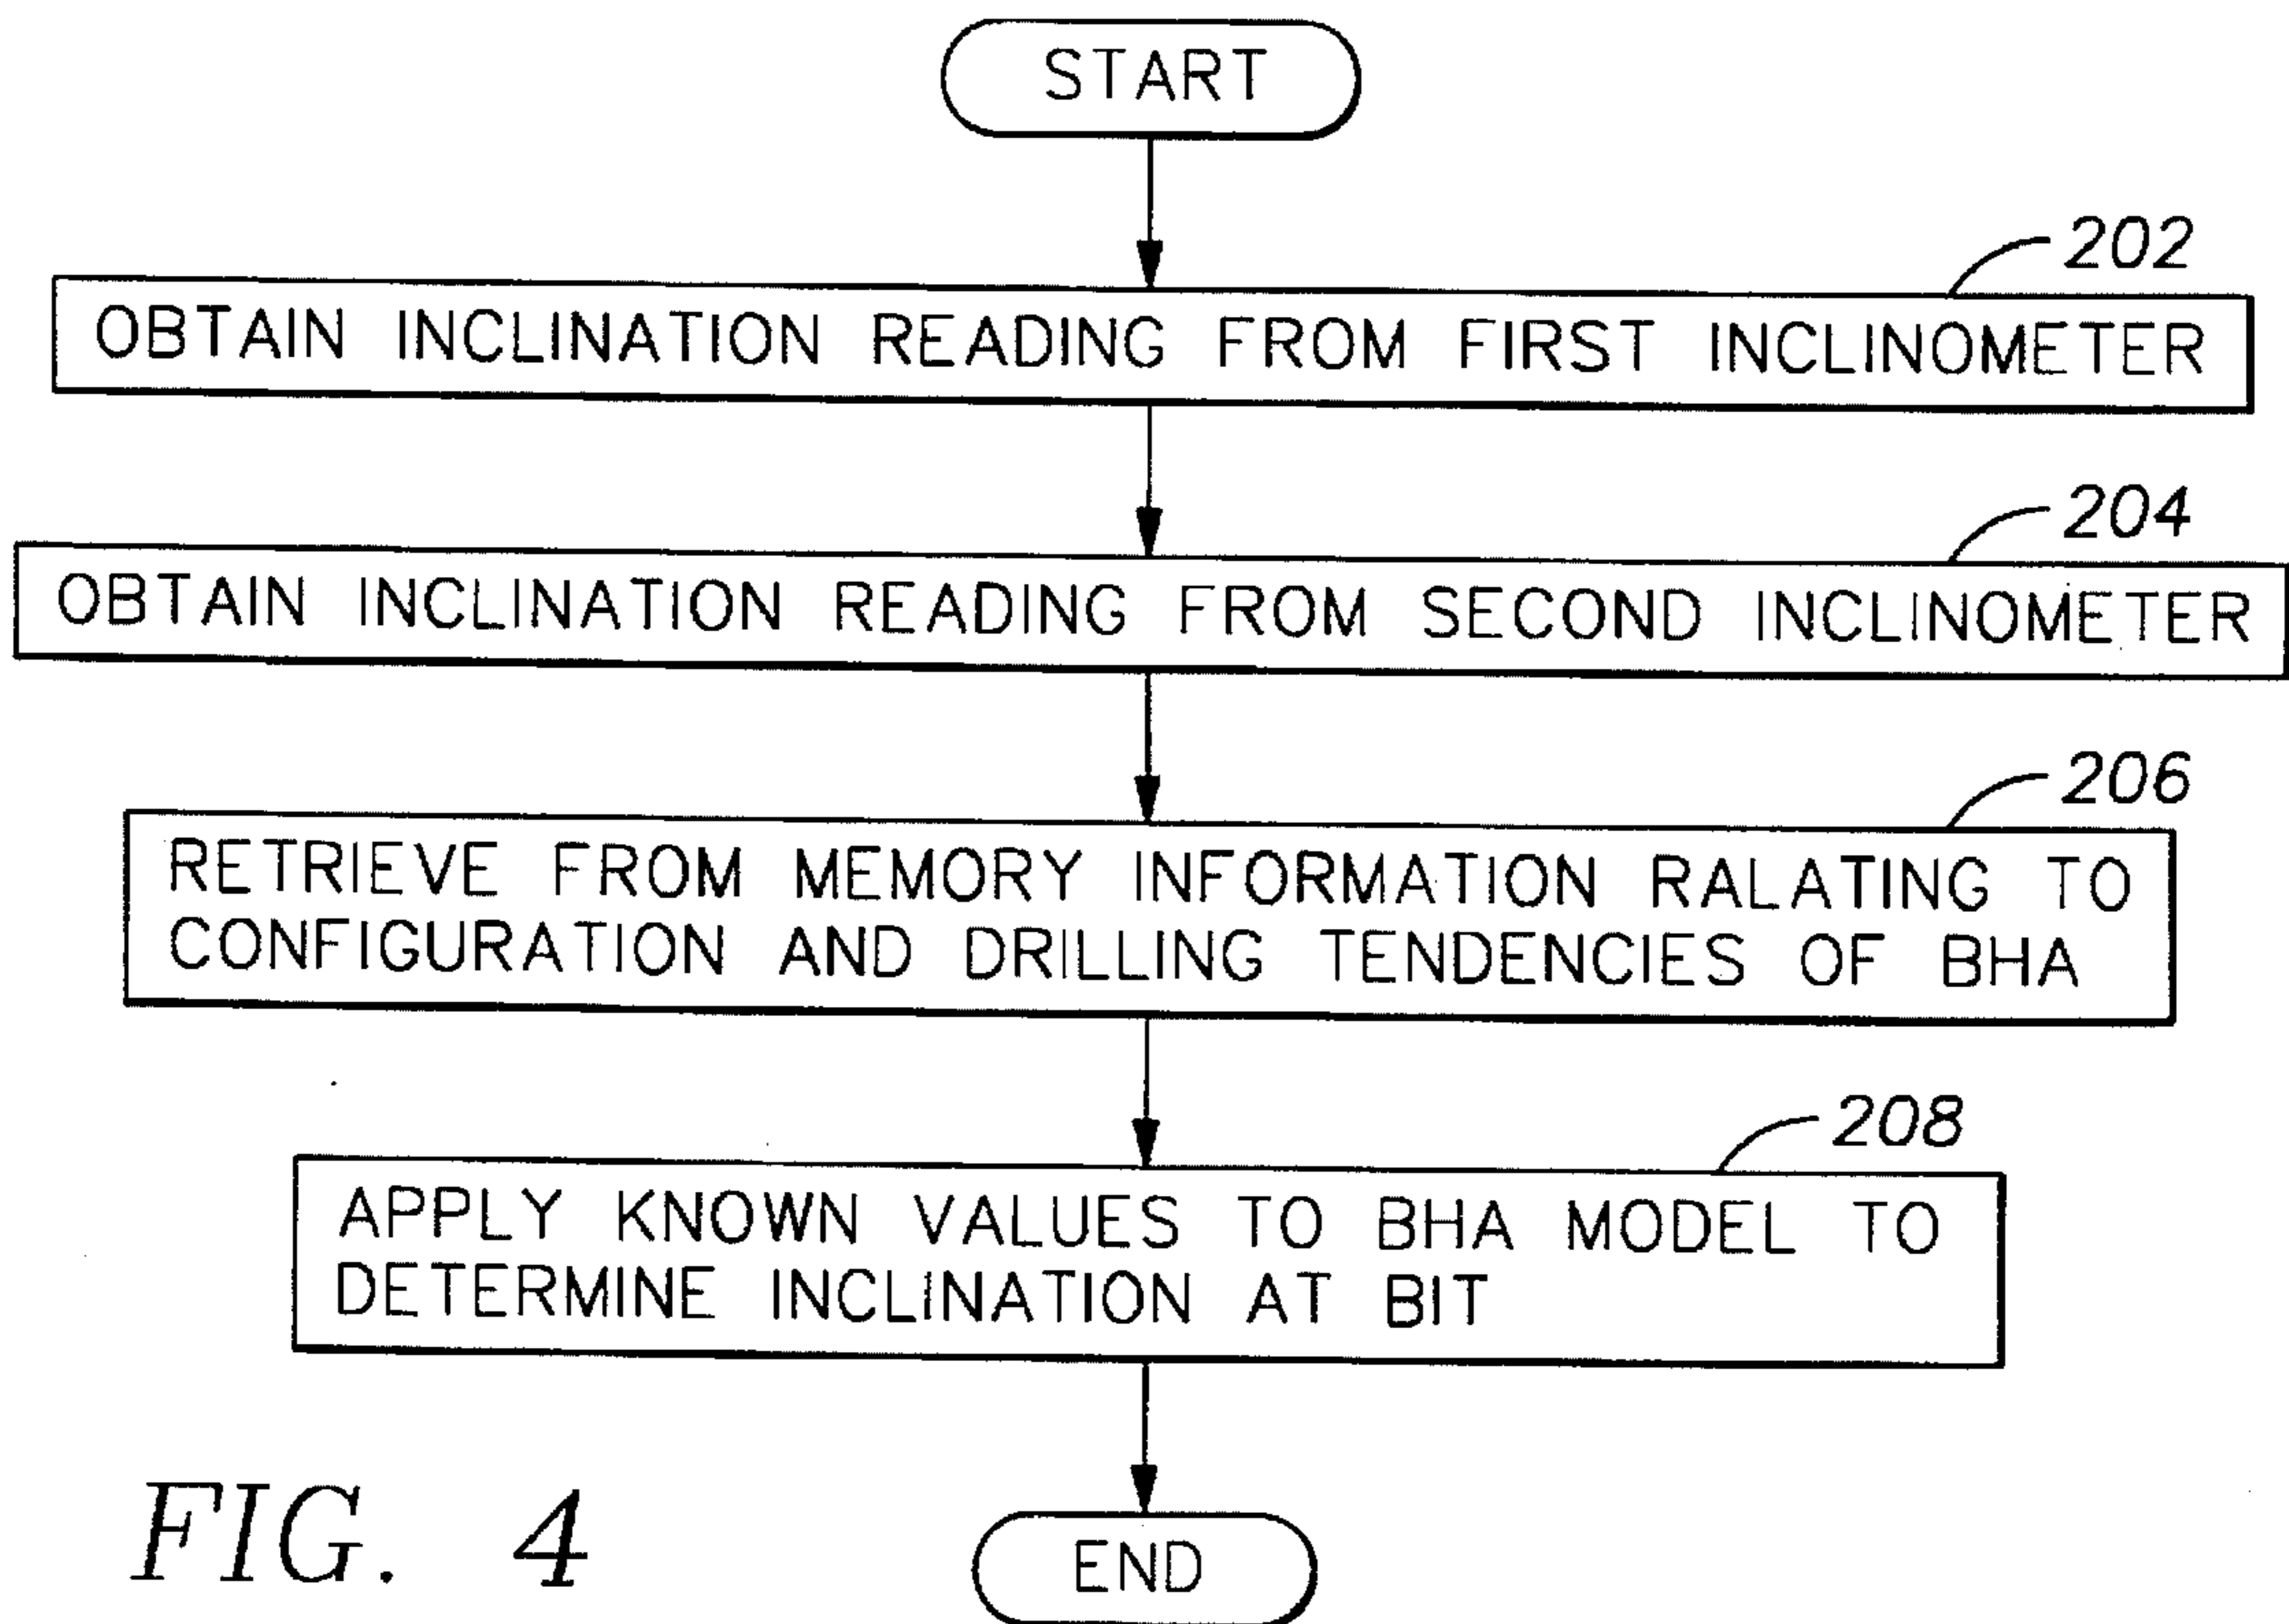 START
202
OBTAIN INCLINATION READING FROM FIRST INCLINOMETER
204
OBTAIN INCLINATION READING FROM SECOND INCLINOMETER
206
RETRIEVE FROM MEMORY INFORMATION RALATING TO
CONFIGURATION AND DRILLING TENDENCIES OF BHA
208
APPLY KNOWN VALUES TO BHA MODEL TO
DETERMINE INCLINATION AT BIT
END
FIG. 4